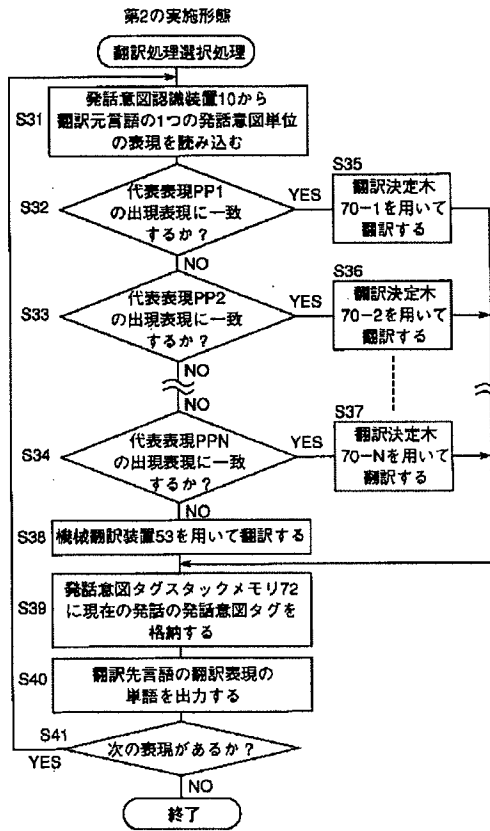 第2の実施形態
翻訳処理選択処理
S31
発話意図認識装置10から
翻訳元言語の1つの発話意図単位
の表現を読み込む
S32
代表表現PP1
の出現表現に一致
するか?
YES
S35
翻訳決定木
70-1を用いて
翻訳する
NO
S33
代表表現PP2
の出現表現に一致
するか?
YES
S36
翻訳決定木
70-2を用いて
翻訳する
NO
NO
S34
代表表現PPN
の出現表現に一致
するか?
YES
S37
翻訳決定木
70-Nを用いて
翻訳する
NO
S38
機械翻訳装置53を用いて翻訳する
S39
発話意図タグスタックメモリ72
に現在の発話の発話意図タグを
格納する
S40
翻訳先言語の翻訳表現の
単語を出力する
S41
次の表現があるか?
YES
NO
終了